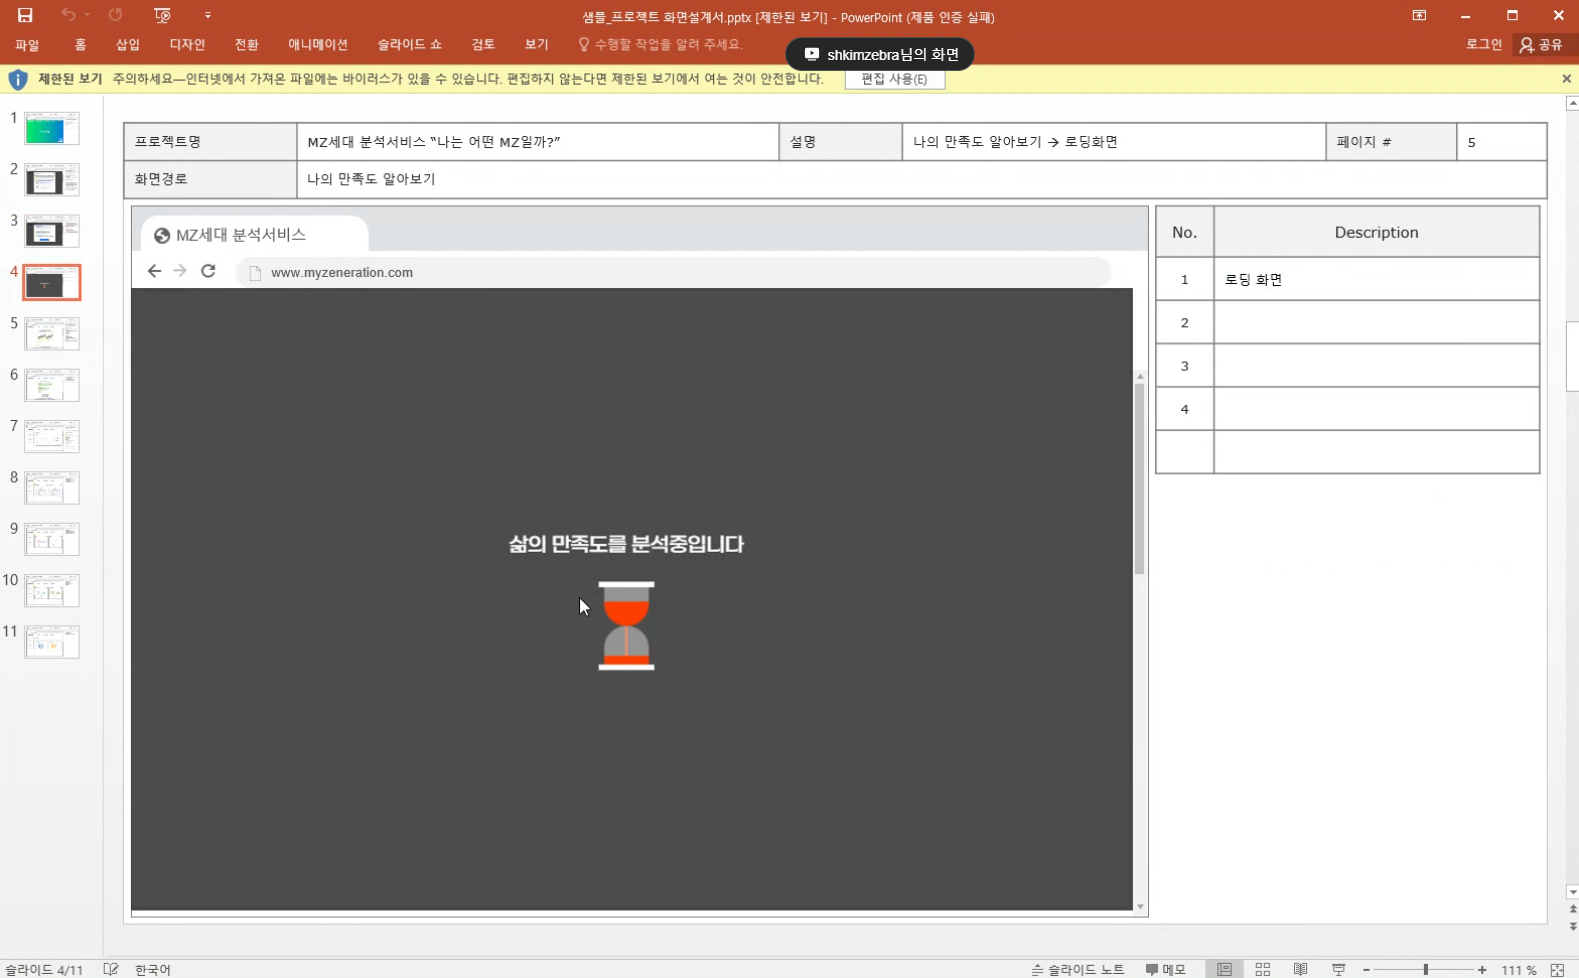 샘플_프로젝트 화면설계서.pptx [제한된 보기] - PowerPoint (제품 인증 실패)
파일 홈 삽입 디자인 전환 애니메이션 슬라이드 쇼 검토 보기 수행할 작업을 알려 주세요. 로그인 공유
shkimzebra님의 화면
제한된 보기 주의하세요—인터넷에서 가져온 파일에는 바이러스가 있을 수 있습니다. 편집하지 않는다면 제한된 보기에서 여는 것이 안전합니다. 편집 사용(E)
1
2
3
4
5
6
7
8
9
10
11
프로젝트명 MZ세대 분석서비스 “나는 어떤 MZ일까?” 설명 나의 만족도 알아보기 → 로딩화면 페이지 # 5
화면경로 나의 만족도 알아보기
MZ세대 분석서비스
www.myzeneration.com
삶의 만족도를 분석중입니다
No. Description
1 로딩 화면
2
3
4
슬라이드 4/11 한국어 슬라이드 노트 메모 111 %